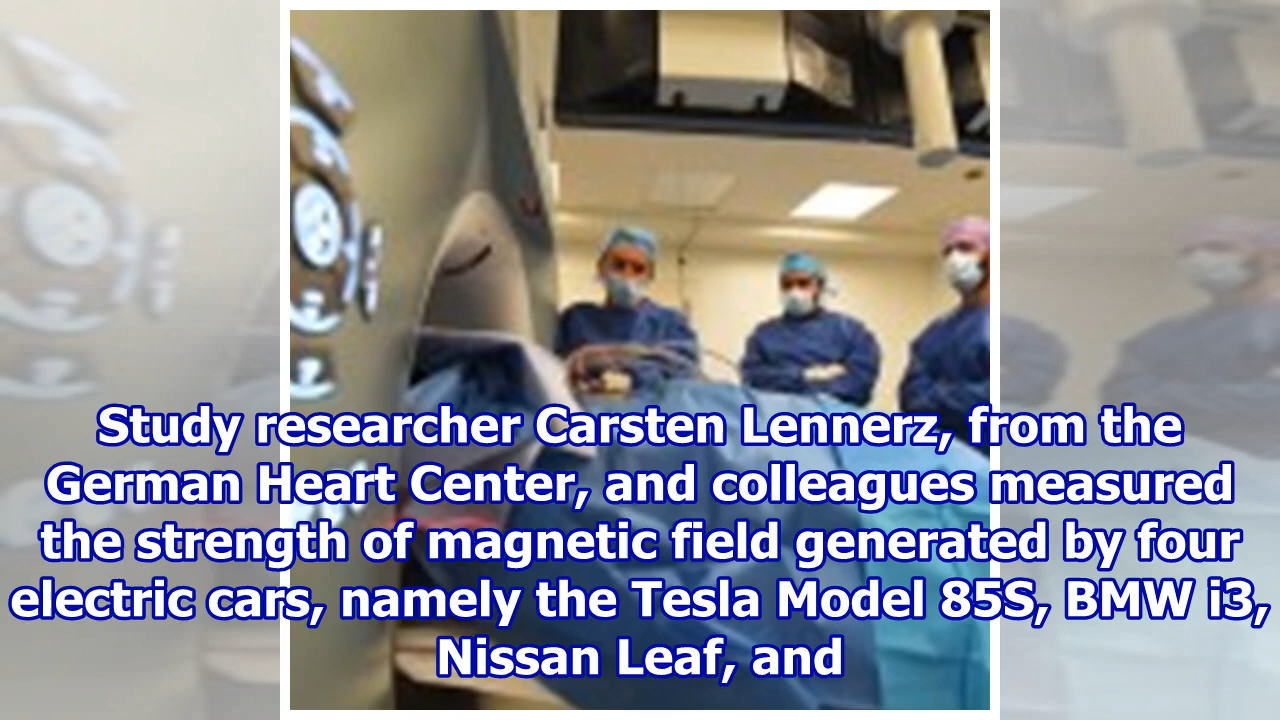 Study researcher Carsten Lennerz, from the
German Heart Center, and colleagues measured
the strength of magnetic field generated by four
electric cars, namely the Tesla Model 85S, BMW i3,
Nissan Leaf, and